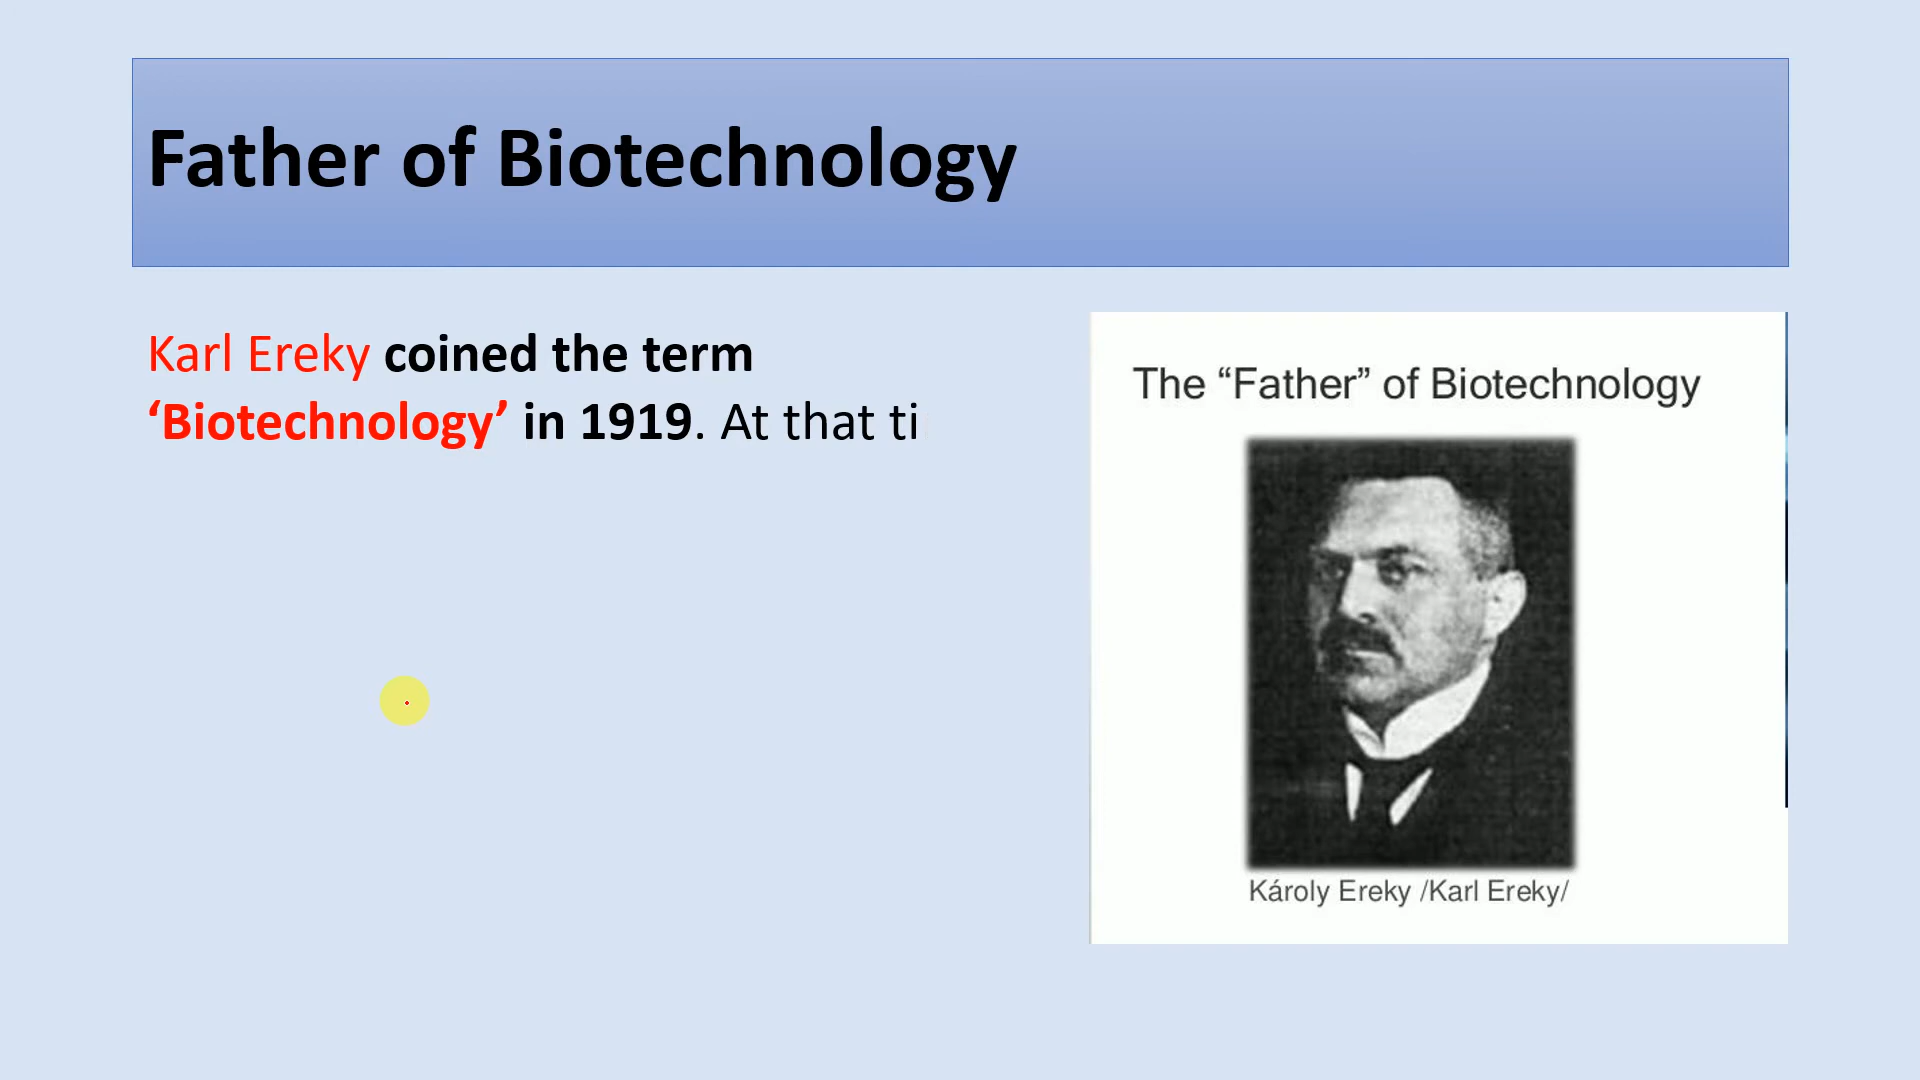 Father of Biotechnology
Karl Ereky coined the term
‘Biotechnology’ in 1919. At that ti
The “Father” of Biotechnology
Károly Ereky /Karl Ereky/